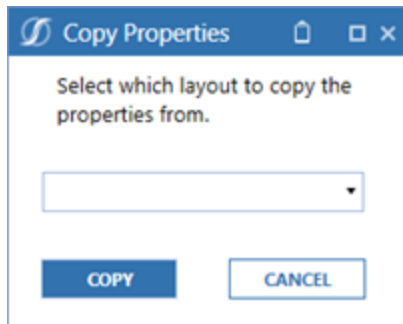 Copy Properties
Select which layout to copy the
properties from.
COPY
CANCEL